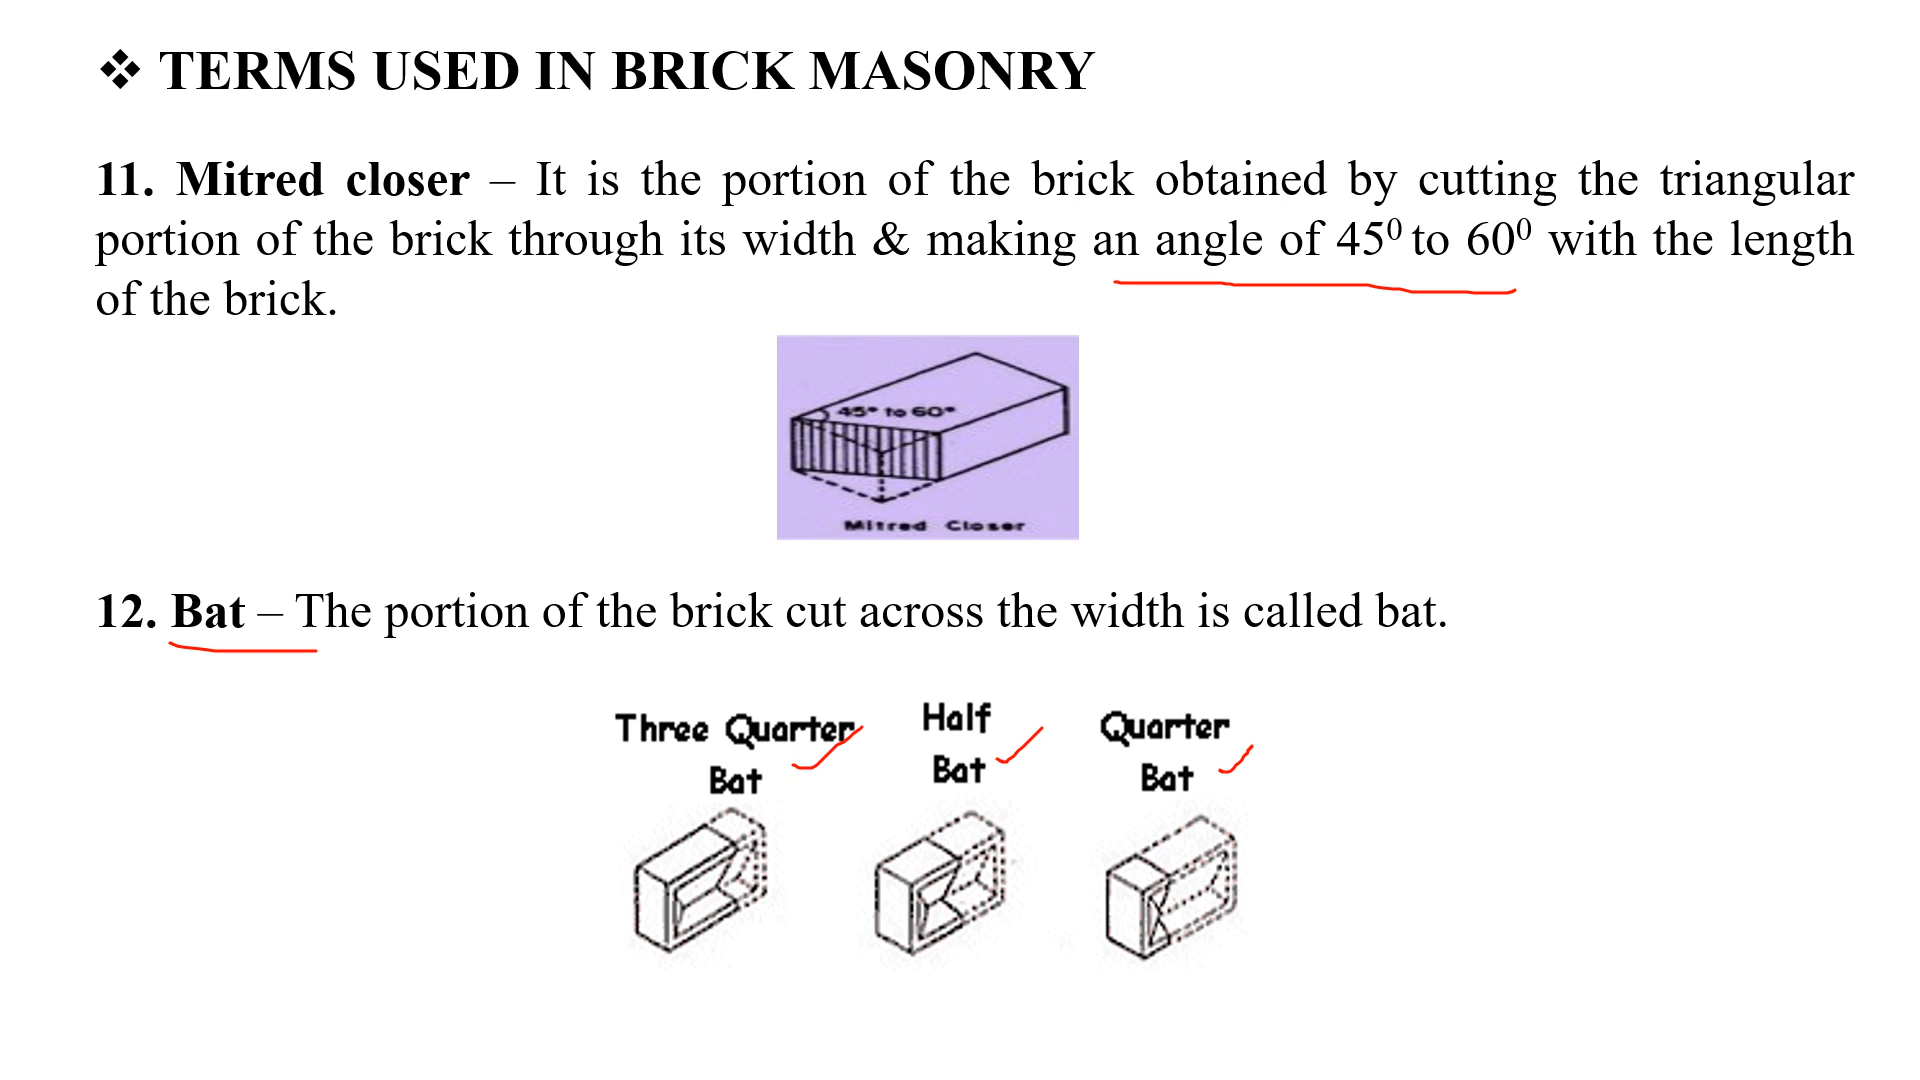 ❖ TERMS USED IN BRICK MASONRY
11. Mitred closer – It is the portion of the brick obtained by cutting the triangular
portion of the brick through its width & making an angle of 45⁰ to 60⁰ with the length
of the brick.
45° to 60°
Mitred Closer
12. Bat – The portion of the brick cut across the width is called bat.
Three Quarter
Bat
Half
Bat
Quarter
Bat